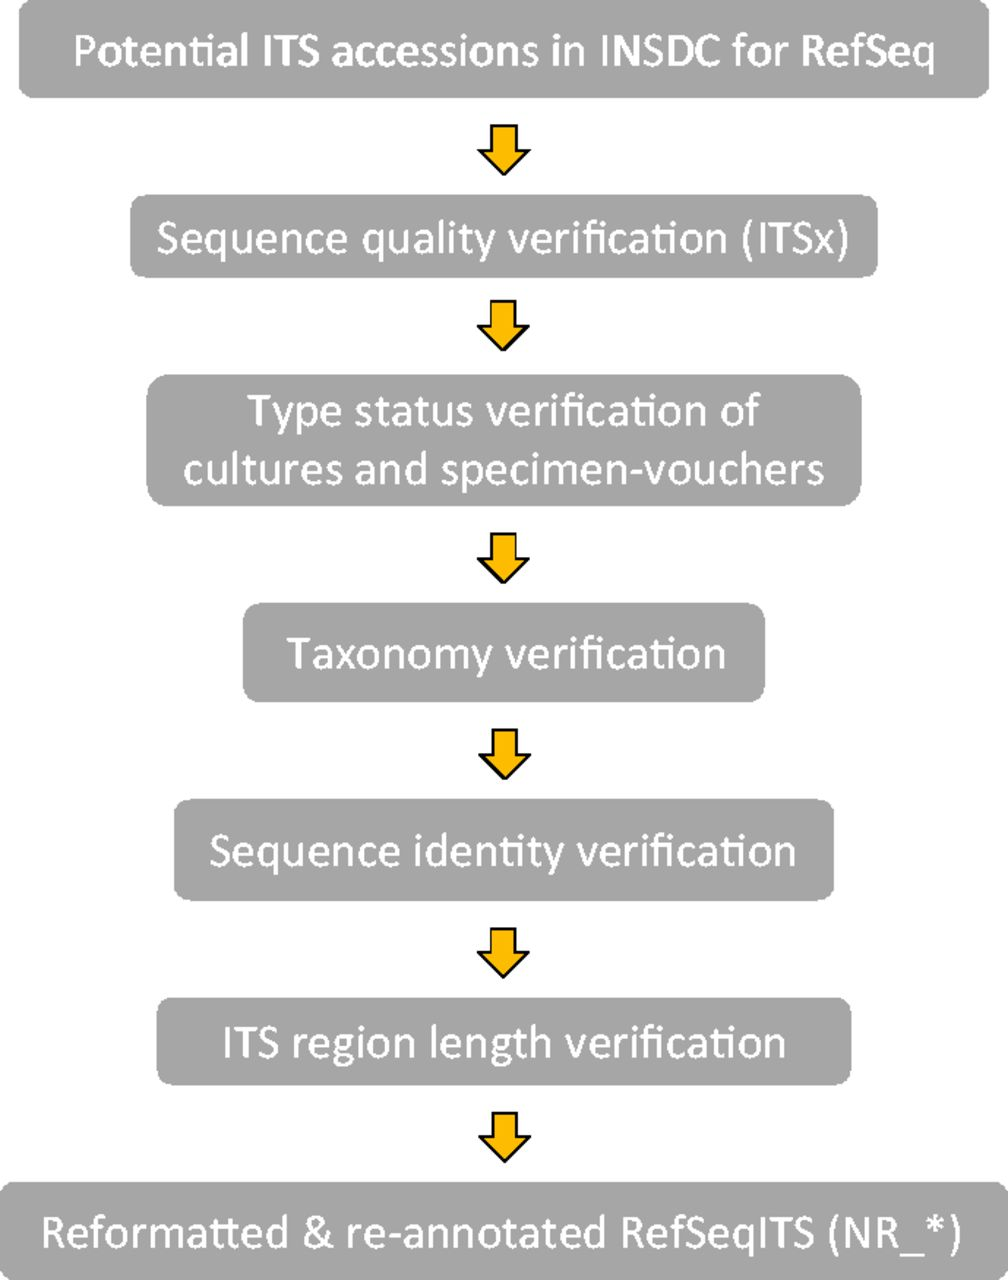 Potential ITS accessions in INSDC for RefSeq
Sequence quality verification (ITSx)
Type status verification of
cultures and specimen-vouchers
Taxonomy verification
Sequence identity verification
ITS region length verification
Reformatted & re-annotated RefSeqITS (NR_*)